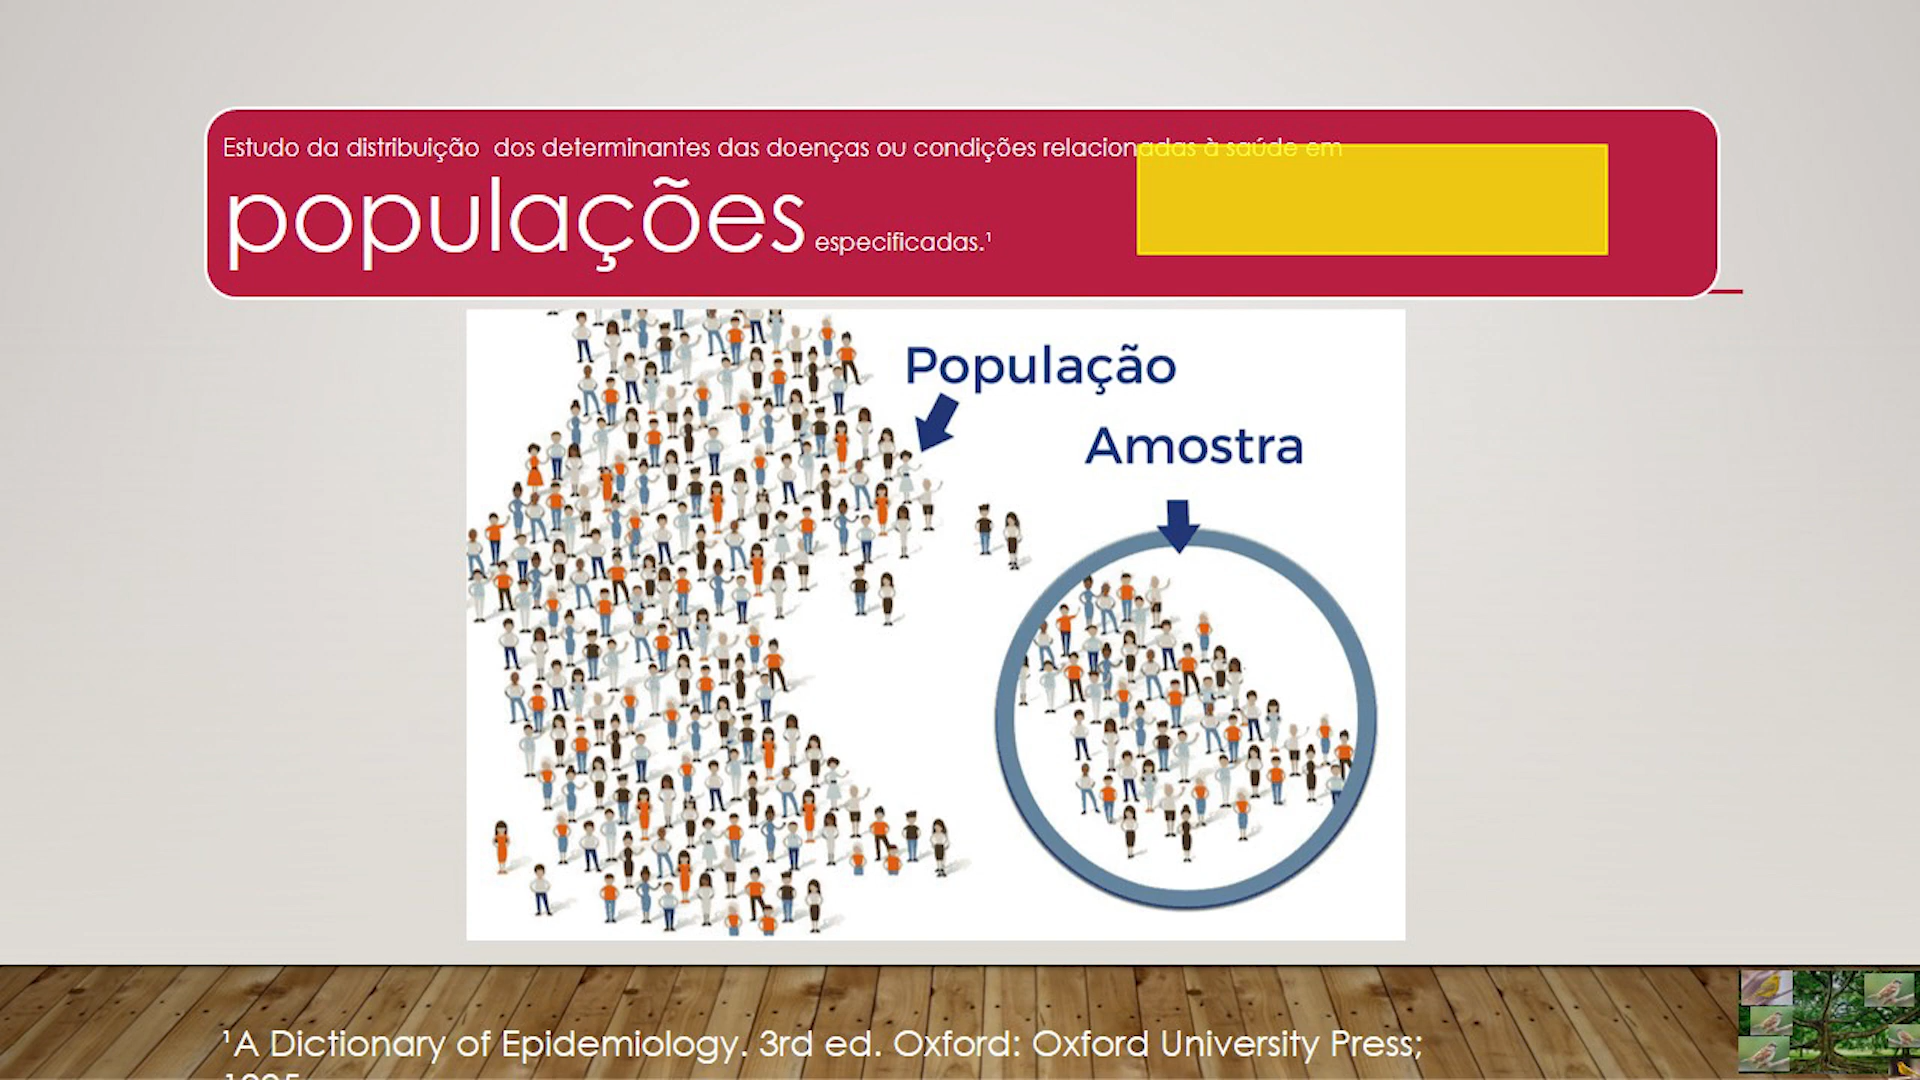 Estudo da distribuição dos determinantes das doenças ou condições relacionadas à saúde em
populações especificadas.¹
População
Amostra
¹A Dictionary of Epidemiology. 3rd ed. Oxford: Oxford University Press;